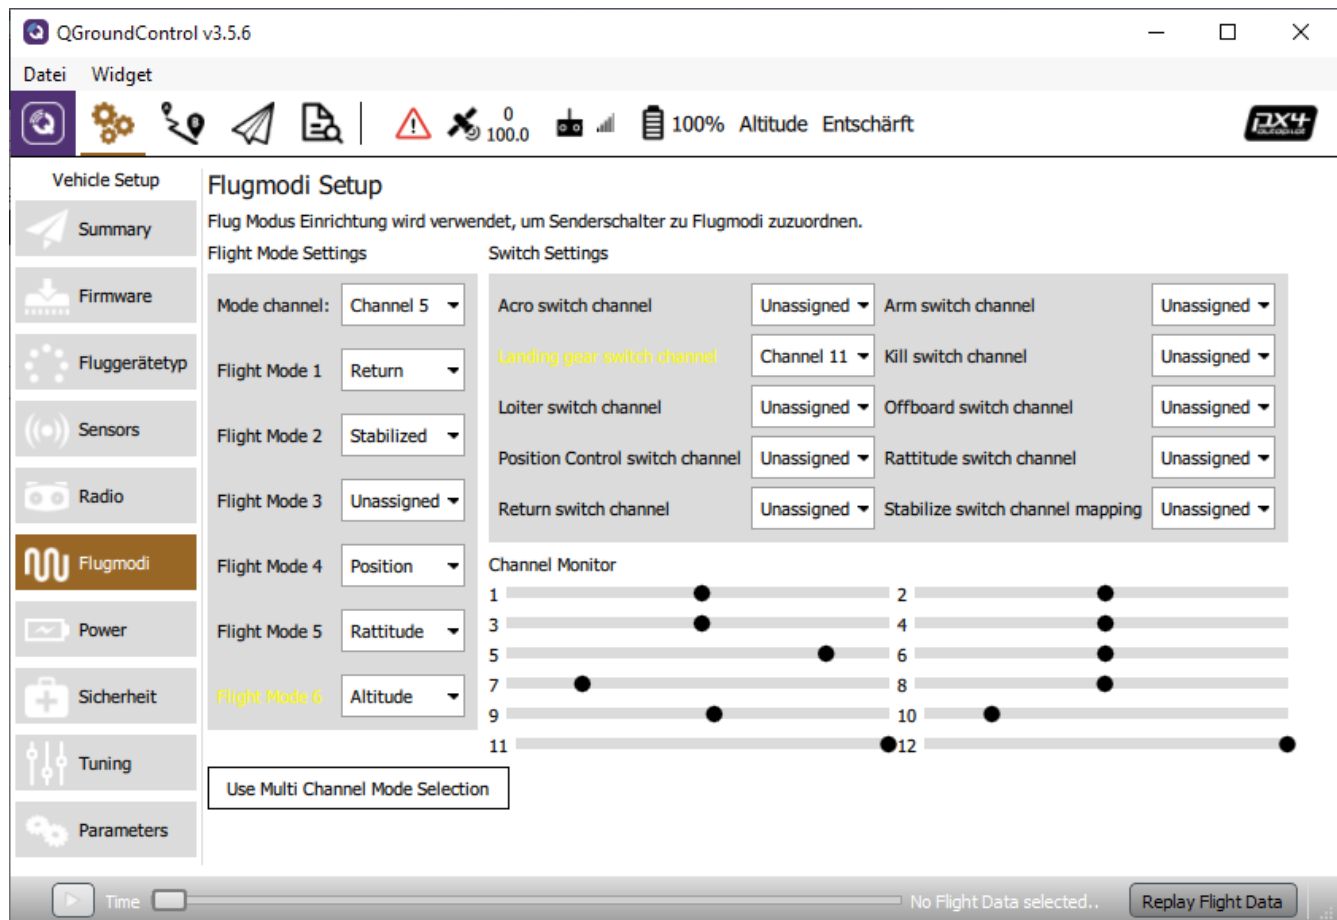 QGroundControl v3.5.6
Datei Widget
0
100.0
100% Altitude Entschärft
px4
autopilot
Vehicle Setup
Summary
Firmware
Fluggerätetyp
Sensors
Radio
Flugmodi
Power
Sicherheit
Tuning
Parameters
Flugmodi Setup
Flug Modus Einrichtung wird verwendet, um Senderschalter zu Flugmodi zuzuordnen.
Flight Mode Settings
Mode channel: Channel 5
Flight Mode 1 Return
Flight Mode 2 Stabilized
Flight Mode 3 Unassigned
Flight Mode 4 Position
Flight Mode 5 Rattitude
Flight Mode 6 Altitude
Use Multi Channel Mode Selection
Switch Settings
Acro switch channel Unassigned Arm switch channel Unassigned
Landing gear switch channel Channel 11 Kill switch channel Unassigned
Loiter switch channel Unassigned Offboard switch channel Unassigned
Position Control switch channel Unassigned Rattitude switch channel Unassigned
Return switch channel Unassigned Stabilize switch channel mapping Unassigned
Channel Monitor
1 2
3 4
5 6
7 8
9 10
11 12
Time No Flight Data selected.. Replay Flight Data